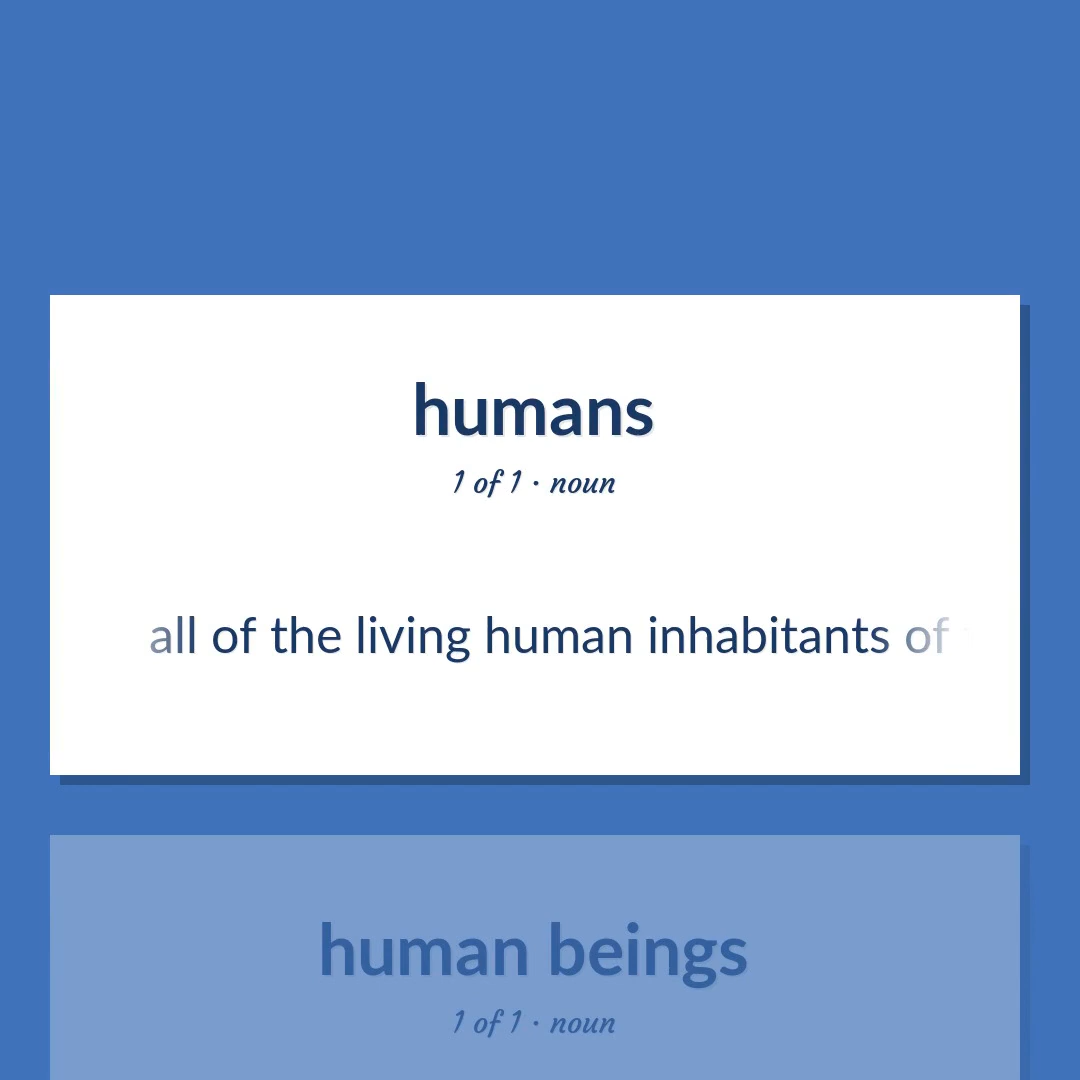 humans
1 of 1 · noun
all of the living human inhabitants of
human beings
1 of 1 · noun